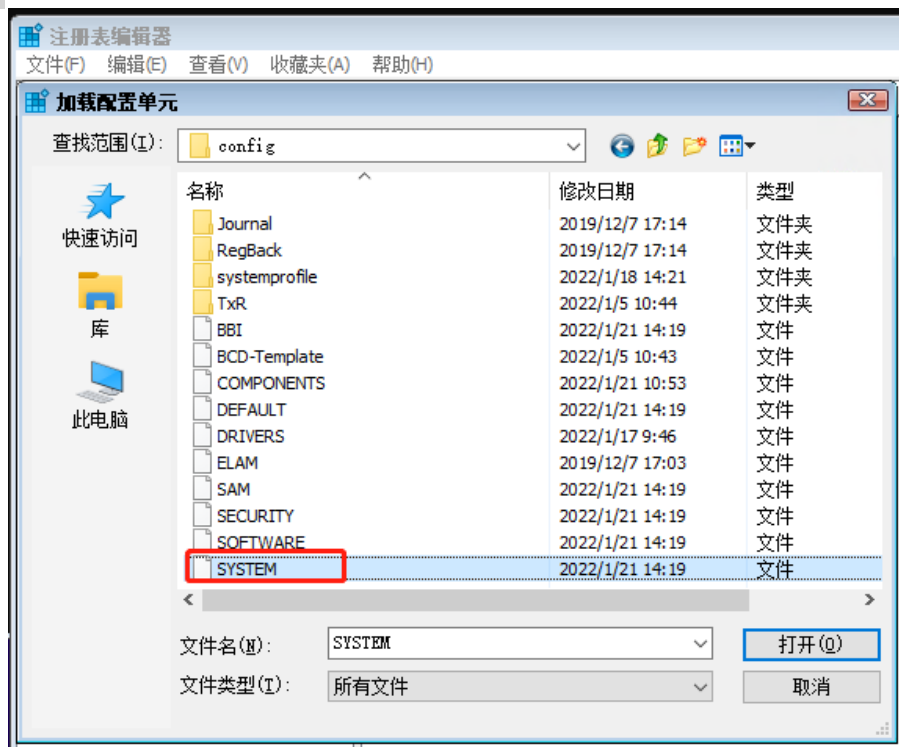 注册表编辑器
文件(F) 编辑(E) 查看(V) 收藏夹(A) 帮助(H)
加载配置单元
查找范围(I): config
快速访问
库
此电脑
名称 修改日期 类型
Journal 2019/12/7 17:14 文件夹
RegBack 2019/12/7 17:14 文件夹
systemprofile 2022/1/18 14:21 文件夹
TxR 2022/1/5 10:44 文件夹
BBI 2022/1/21 14:19 文件
BCD-Template 2022/1/5 10:43 文件
COMPONENTS 2022/1/21 10:53 文件
DEFAULT 2022/1/21 14:19 文件
DRIVERS 2022/1/17 9:46 文件
ELAM 2019/12/7 17:03 文件
SAM 2022/1/21 14:19 文件
SECURITY 2022/1/21 14:19 文件
SOFTWARE 2022/1/21 14:19 文件
SYSTEM 2022/1/21 14:19 文件
文件名(N): SYSTEM 打开(O)
文件类型(T): 所有文件 取消